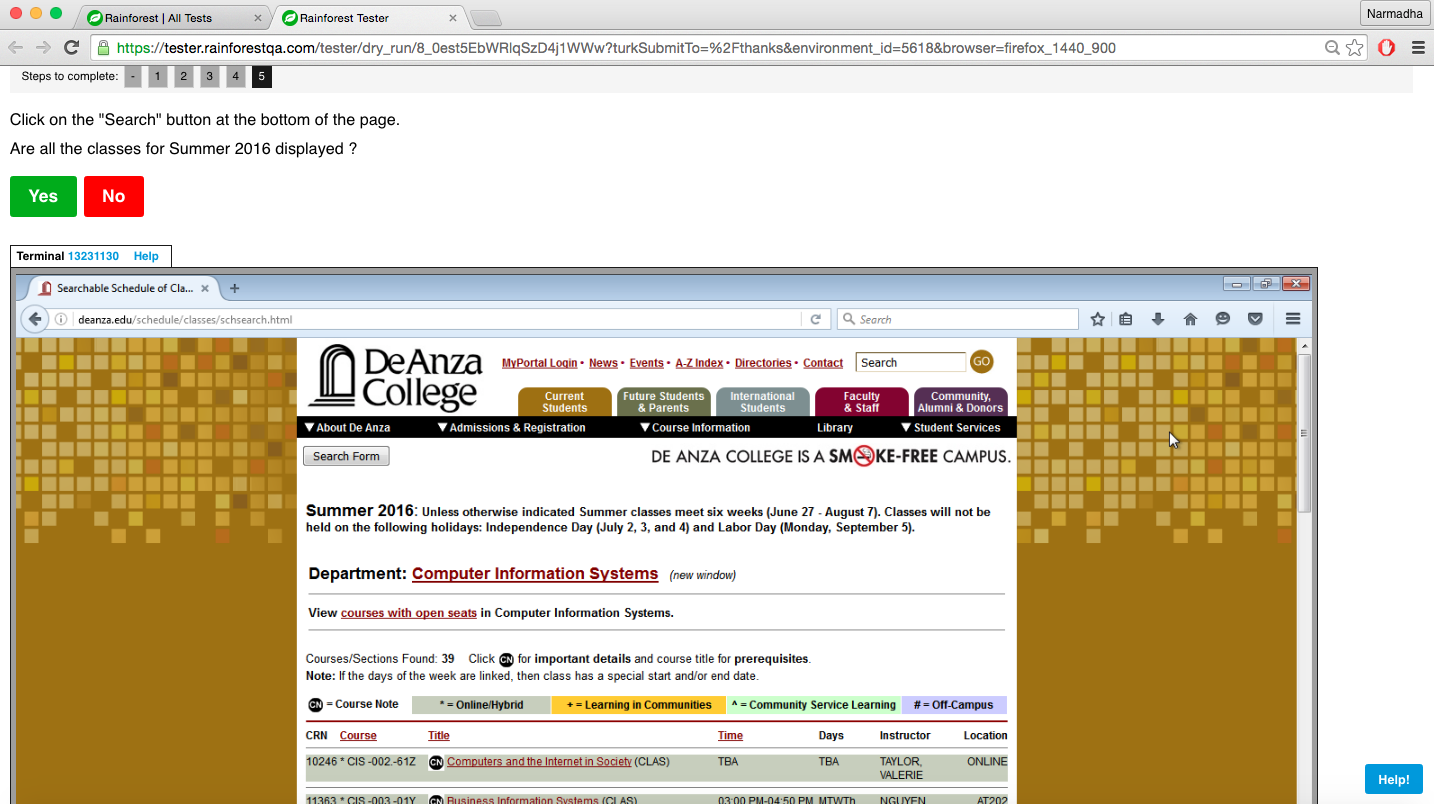 Rainforest | All Tests
Rainforest Tester
Narmadha
https://tester.rainforestqa.com/tester/dry_run/8_0est5EbWRlqSzD4j1WWw?turkSubmitTo=%2Fthanks&environment_id=5618&browser=firefox_1440_900
Steps to complete: - 1 2 3 4 5
Click on the "Search" button at the bottom of the page.
Are all the classes for Summer 2016 displayed ?
Yes No
Terminal 13231130 Help
Searchable Schedule of Cla...
deanza.edu/schedule/classes/schsearch.html
Search
De Anza College
MyPortal Login • News • Events • A-Z Index • Directories • Contact
Search GO
Current Students
Future Students & Parents
International Students
Faculty & Staff
Community, Alumni & Donors
▼About De Anza ▼Admissions & Registration ▼Course Information Library ▼Student Services
Search Form
DE ANZA COLLEGE IS A SMOKE-FREE CAMPUS.
Summer 2016: Unless otherwise indicated Summer classes meet six weeks (June 27 - August 7). Classes will not be
held on the following holidays: Independence Day (July 2, 3, and 4) and Labor Day (Monday, September 5).
Department: Computer Information Systems (new window)
View courses with open seats in Computer Information Systems.
Courses/Sections Found: 39 Click CN for important details and course title for prerequisites.
Note: If the days of the week are linked, then class has a special start and/or end date.
CN = Course Note * = Online/Hybrid + = Learning in Communities ^ = Community Service Learning # = Off-Campus
CRN Course Title Time Days Instructor Location
10246 * CIS -002.-61Z CN Computers and the Internet in Society (CLAS) TBA TBA TAYLOR, VALERIE ONLINE
11363 * CIS -003.-01Y CN Business Information Systems (CLAS) 03:00 PM-04:50 PM MTWTh NGUYEN AT202
Help!